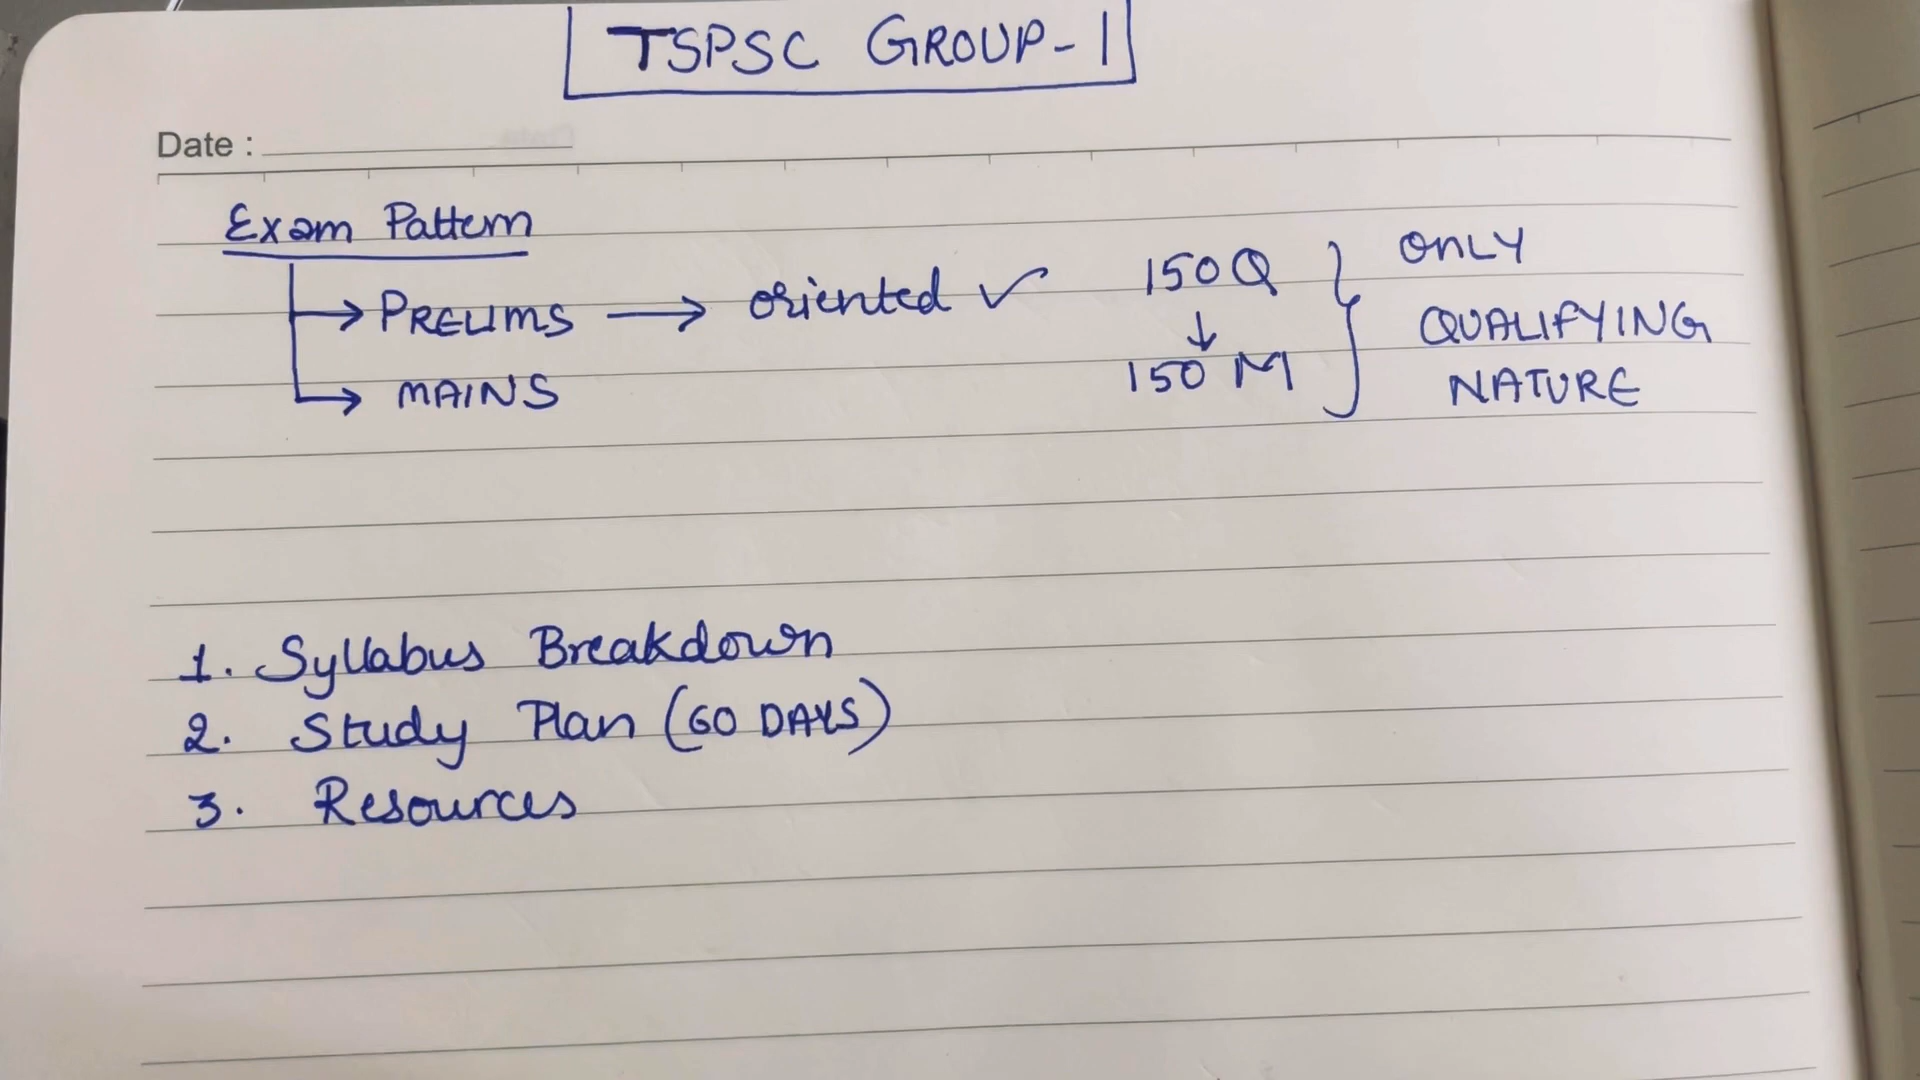 TSPSC GROUP-1
Date :
Exam Pattern
→ PRELIMS → oriented ✓ 150Q ONLY
↓ QUALIFYING
→ MAINS 150 M NATURE
1. Syllabus Breakdown
2. Study Plan (60 DAYS)
3. Resources